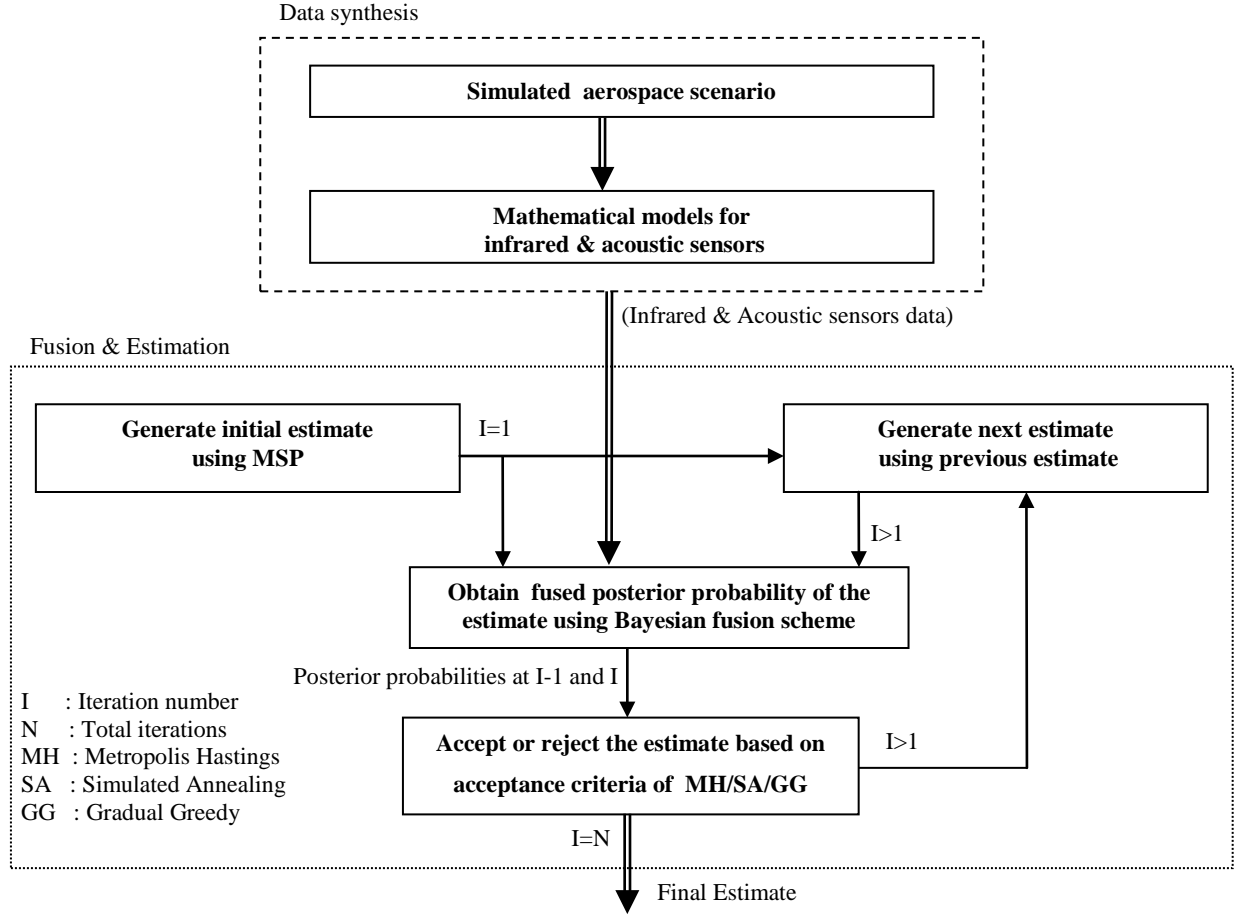 Data synthesis
Simulated aerospace scenario
Mathematical models for
infrared & acoustic sensors
(Infrared & Acoustic sensors data)
Fusion & Estimation
Generate initial estimate
using MSP
I=1
Generate next estimate
using previous estimate
I>1
Obtain fused posterior probability of the
estimate using Bayesian fusion scheme
Posterior probabilities at I-1 and I
I : Iteration number
N : Total iterations
MH : Metropolis Hastings
SA : Simulated Annealing
GG : Gradual Greedy
Accept or reject the estimate based on
acceptance criteria of MH/SA/GG
I>1
I=N
Final Estimate